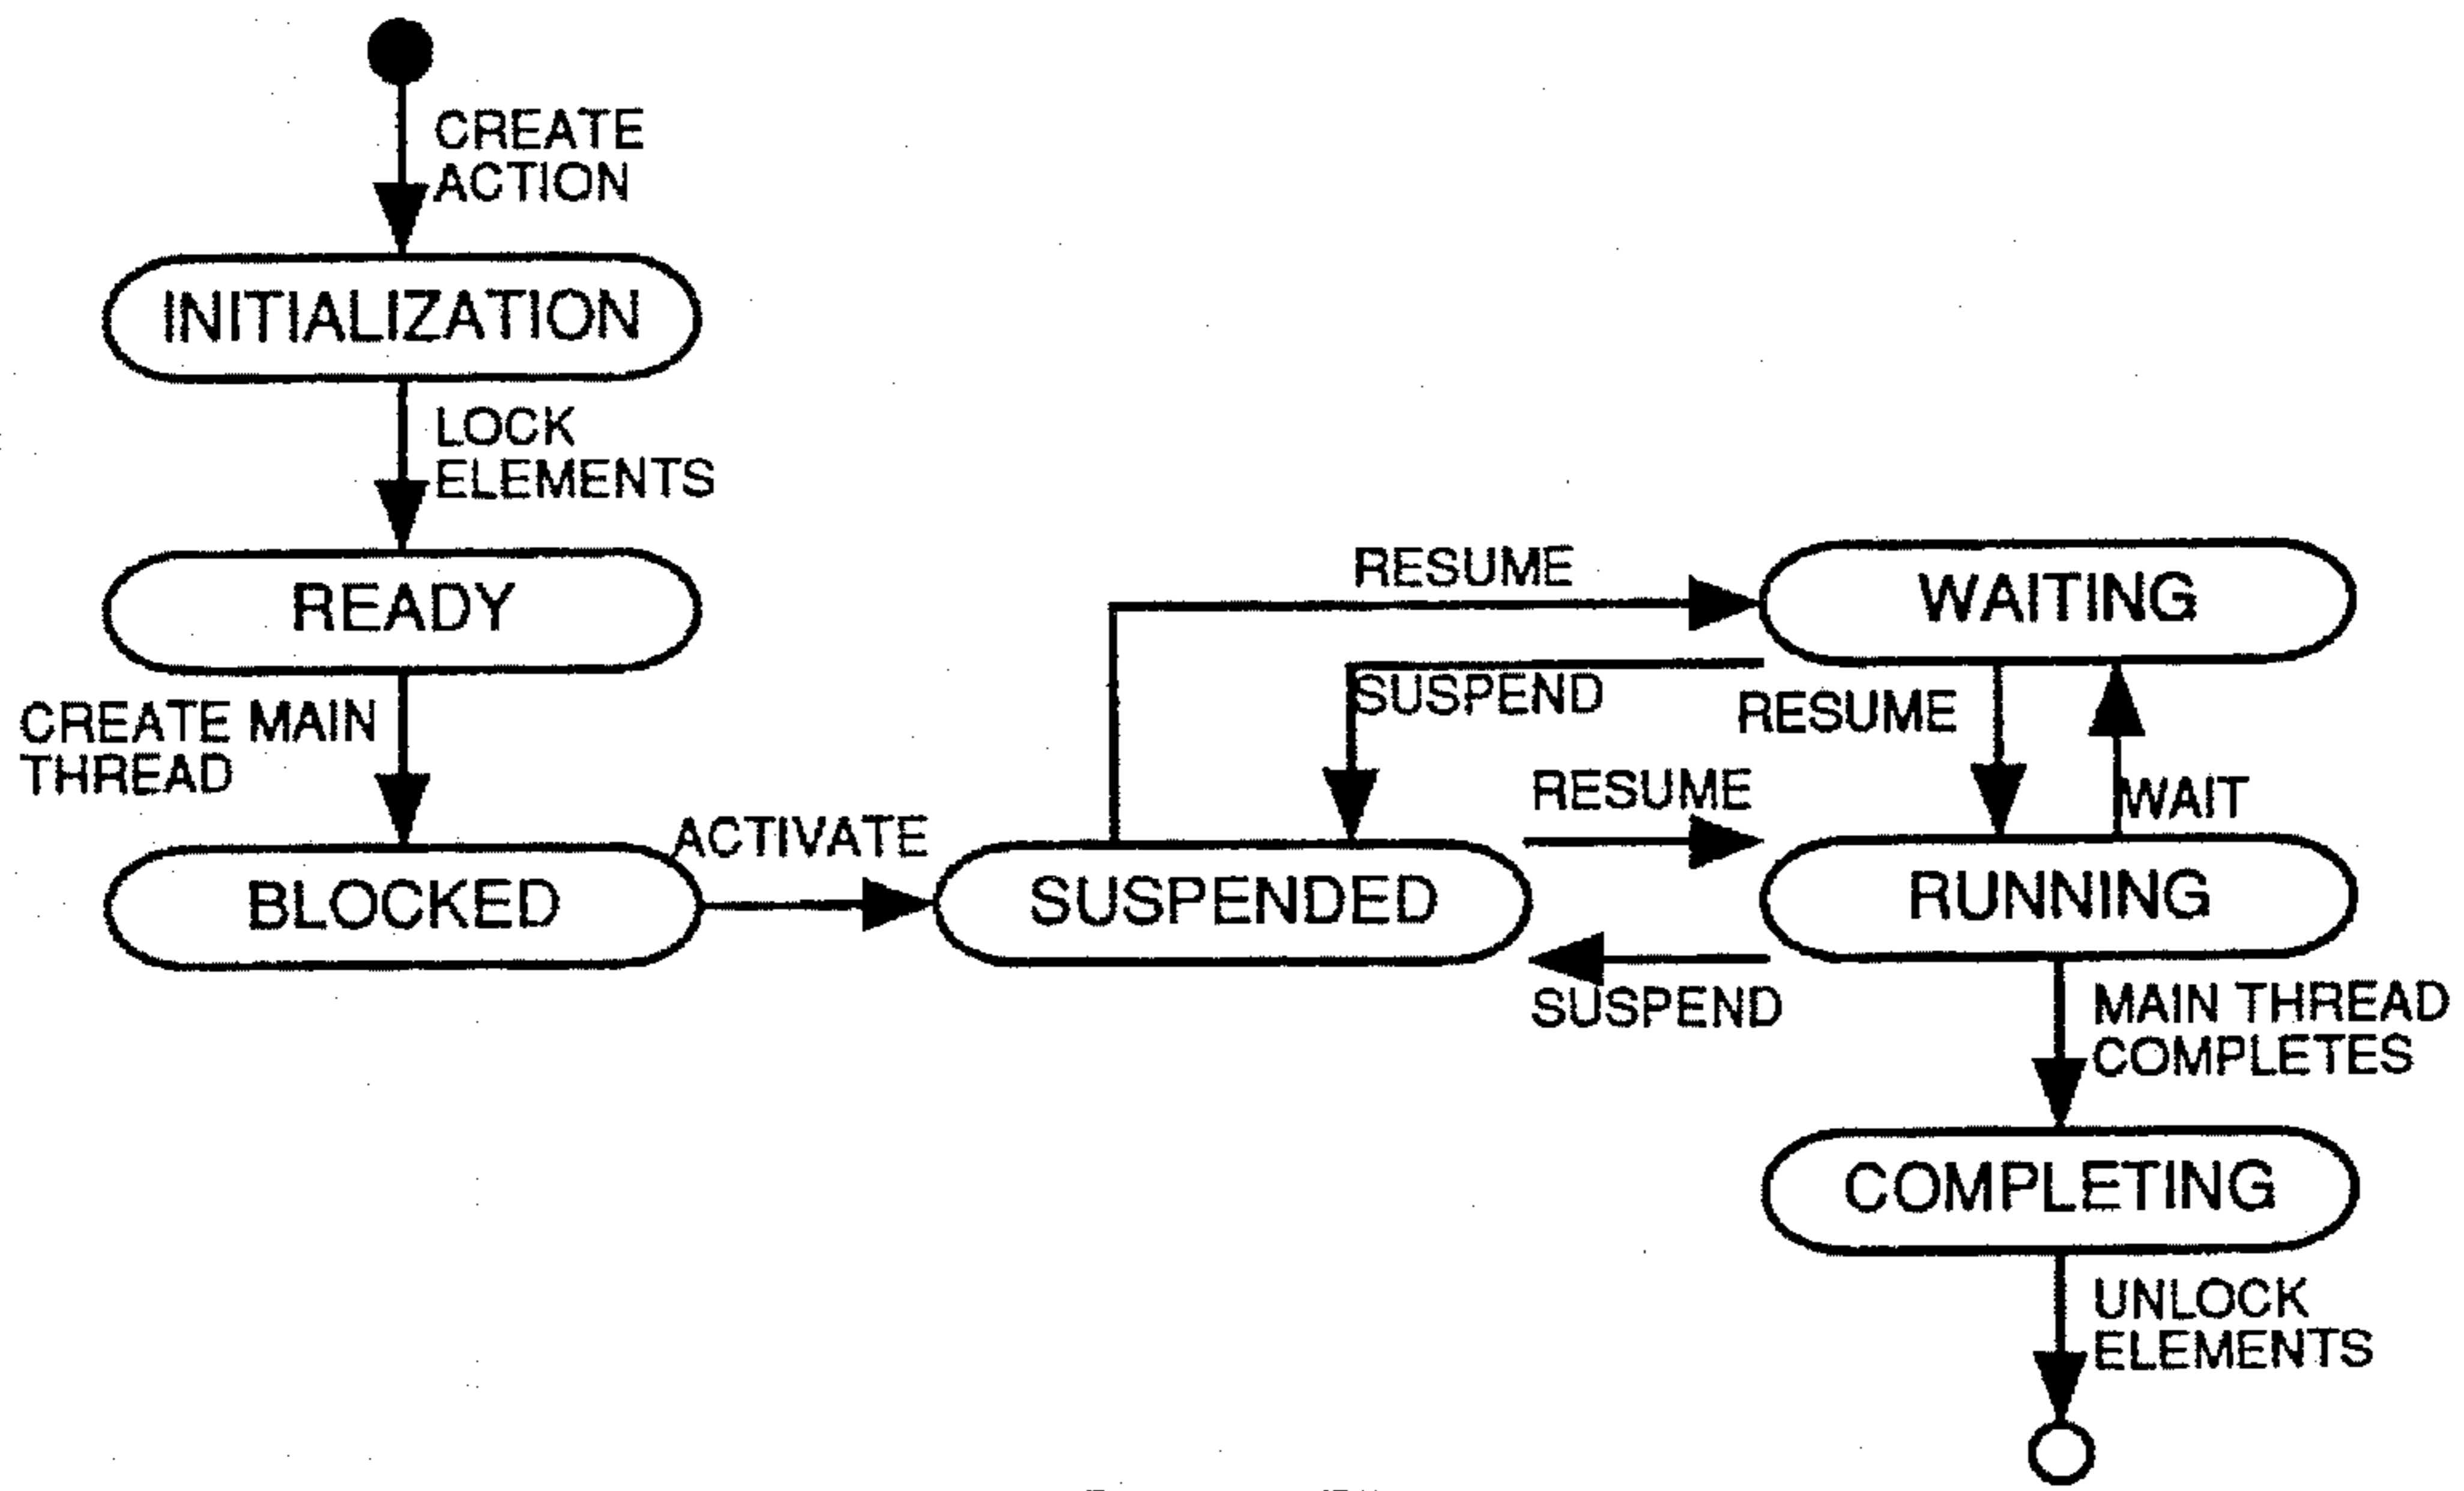 CREATE
ACTION
INITIALIZATION
LOCK
ELEMENTS
READY
CREATE MAIN
THREAD
BLOCKED
ACTIVATE
SUSPENDED
RESUME
SUSPEND
WAITING
RESUME
WAIT
RESUME
RUNNING
SUSPEND
MAIN THREAD
COMPLETES
COMPLETING
UNLOCK
ELEMENTS